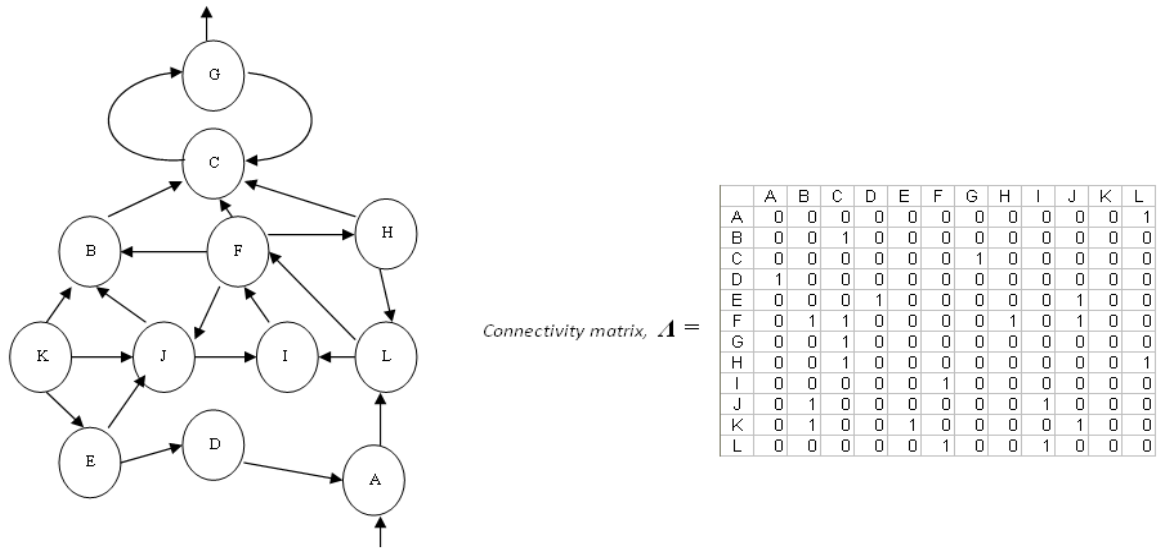 G
C
B
F
H
K
J
I
L
E
D
A
Connectivity matrix, Λ =
A B C D E F G H I J K L
A 0 0 0 0 0 0 0 0 0 0 0 1
B 0 0 1 0 0 0 0 0 0 0 0 0
C 0 0 0 0 0 0 1 0 0 0 0 0
D 1 0 0 0 0 0 0 0 0 0 0 0
E 0 0 0 1 0 0 0 0 0 1 0 0
F 0 1 1 0 0 0 0 1 0 1 0 0
G 0 0 1 0 0 0 0 0 0 0 0 0
H 0 0 1 0 0 0 0 0 0 0 0 1
I 0 0 0 0 0 1 0 0 0 0 0 0
J 0 1 0 0 0 0 0 0 1 0 0 0
K 0 1 0 0 1 0 0 0 0 1 0 0
L 0 0 0 0 0 1 0 0 1 0 0 0